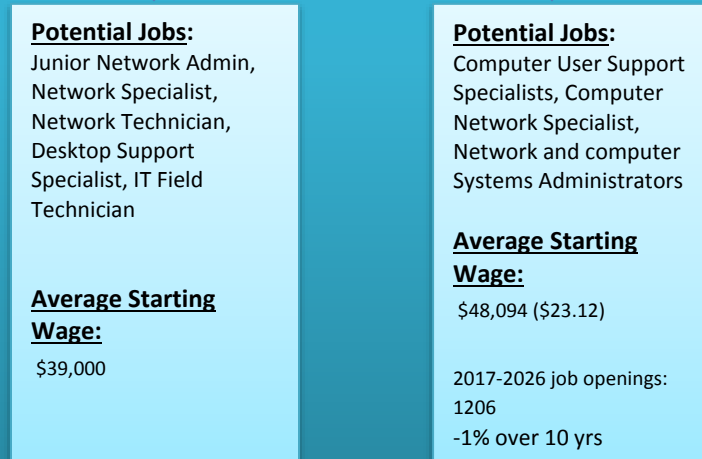 Potential Jobs:
Junior Network Admin,
Network Specialist,
Network Technician,
Desktop Support
Specialist, IT Field
Technician
Average Starting
Wage:
$39,000
Potential Jobs:
Computer User Support
Specialists, Computer
Network Specialist,
Network and computer
Systems Administrators
Average Starting
Wage:
$48,094 ($23.12)
2017-2026 job openings:
1206
-1% over 10 yrs